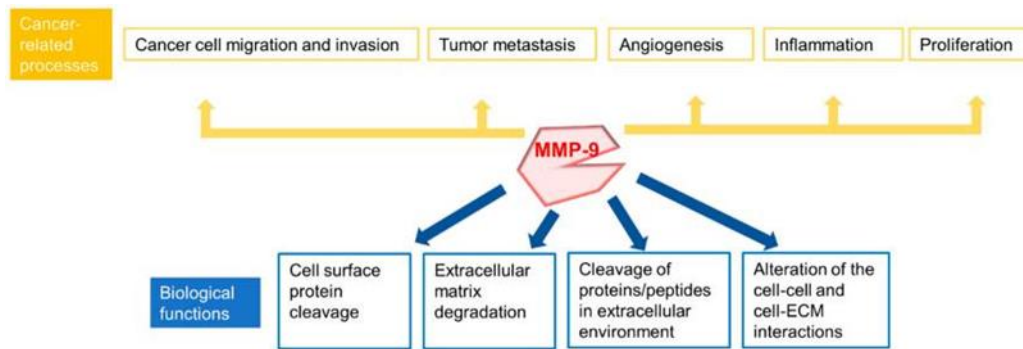 Cancer-
related
processes
Cancer cell migration and invasion
Tumor metastasis
Angiogenesis
Inflammation
Proliferation
MMP-9
Biological
functions
Cell surface
protein
cleavage
Extracellular
matrix
degradation
Cleavage of
proteins/peptides
in extracellular
environment
Alteration of the
cell-cell and
cell-ECM
interactions